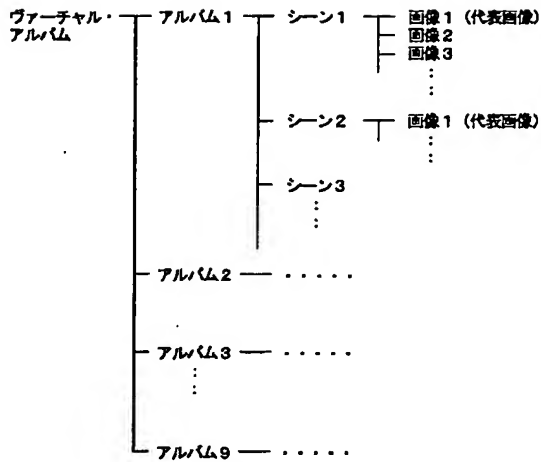 ヴァーチャル・ アルバム1 シーン1 画像1 (代表画像)
アルバム 画像2
画像3
シーン2 画像1 (代表画像)
シーン3
アルバム2 ・・・・・
アルバム3 ・・・・・
アルバム9 ・・・・・